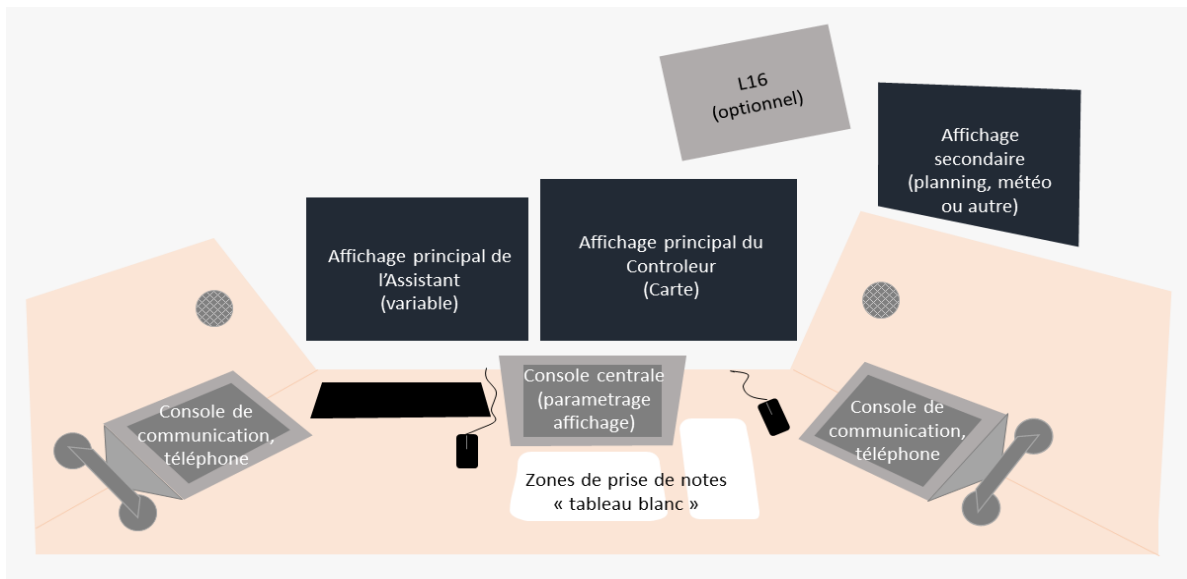 L16
(optionnel)
Affichage
secondaire
(planning, météo
ou autre)
Affichage principal de
l’Assistant
(variable)
Affichage principal du
Controleur
(Carte)
Console de
communication,
téléphone
Console centrale
(parametrage
affichage)
Console de
communication,
téléphone
Zones de prise de notes
« tableau blanc »